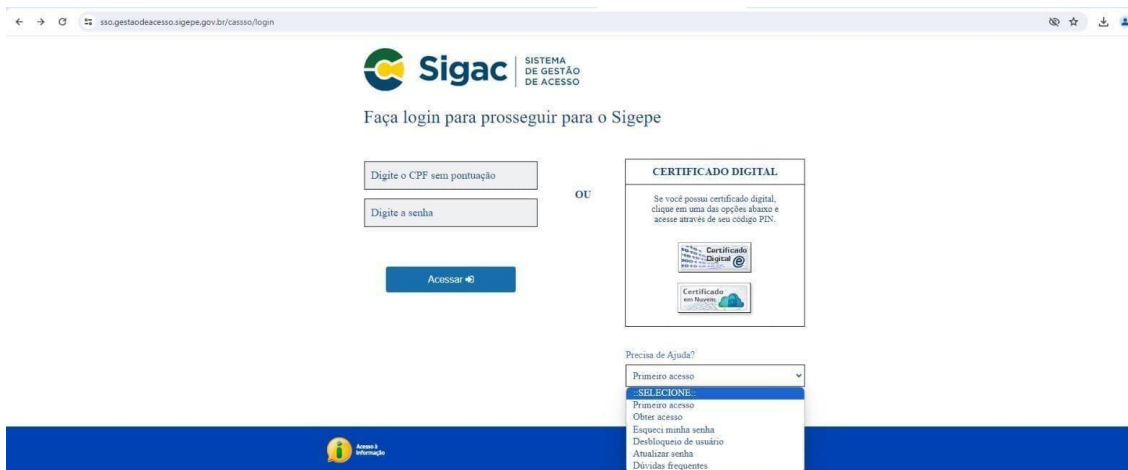 sso.gestaodeacesso.sigepe.gov.br/cassso/login
Sigac
SISTEMA
DE GESTÃO
DE ACESSO
Faça login para prosseguir para o Sigepe
Digite o CPF sem pontuação
Digite a senha
Acessar
OU
CERTIFICADO DIGITAL
Se você possui certificado digital,
clique em uma das opções abaixo e
acesse através de seu código PIN.
Certificado
Digital
Certificado
em Nuvem
Precisa de Ajuda?
Primeiro acesso
::SELECIONE::
Primeiro acesso
Obter acesso
Esqueci minha senha
Desbloqueio de usuário
Atualizar senha
Dúvidas frequentes
Acesso à
Informação